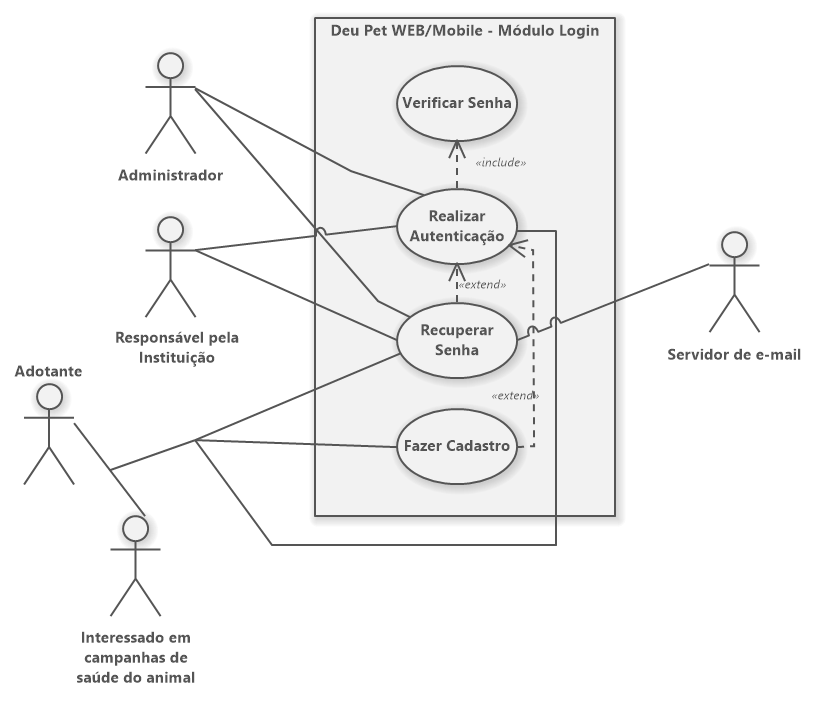 Deu Pet WEB/Mobile - Módulo Login
Verificar Senha
«include»
Administrador
Realizar
Autenticação
«extend»
Responsável pela
Instituição
Recuperar
Senha
Servidor de e-mail
Adotante
«extend»
Fazer Cadastro
Interessado em
campanhas de
saúde do animal